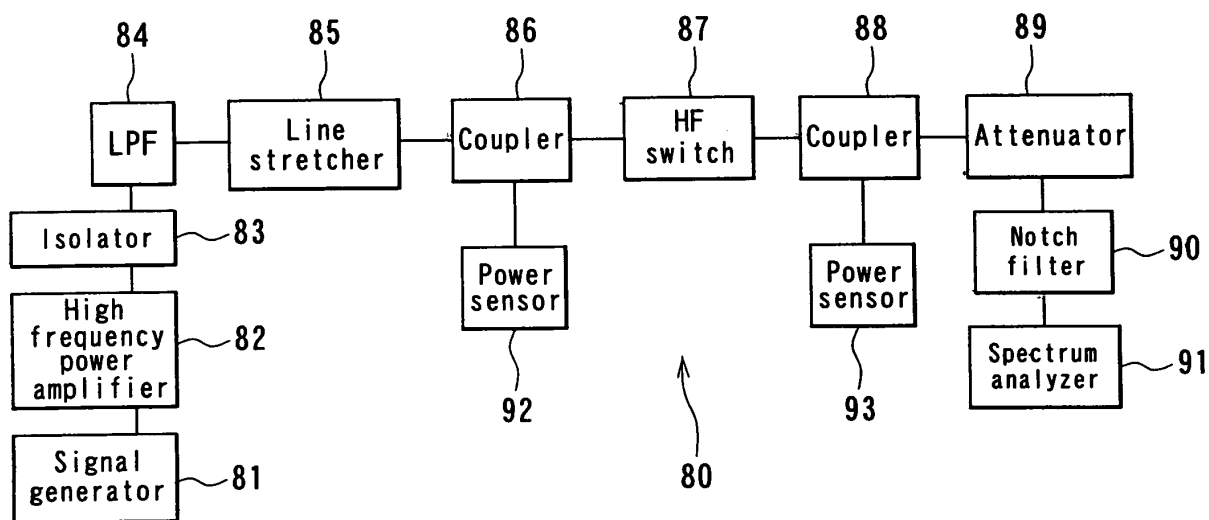 84
85
86
87
88
89
LPF
Line
stretcher
Coupler
HF
switch
Coupler
Attenuator
Isolator
83
Power
sensor
Power
sensor
Notch
filter
90
High
frequency
power
amplifier
82
92
93
Spectrum
analyzer
91
Signal
generator
81
80